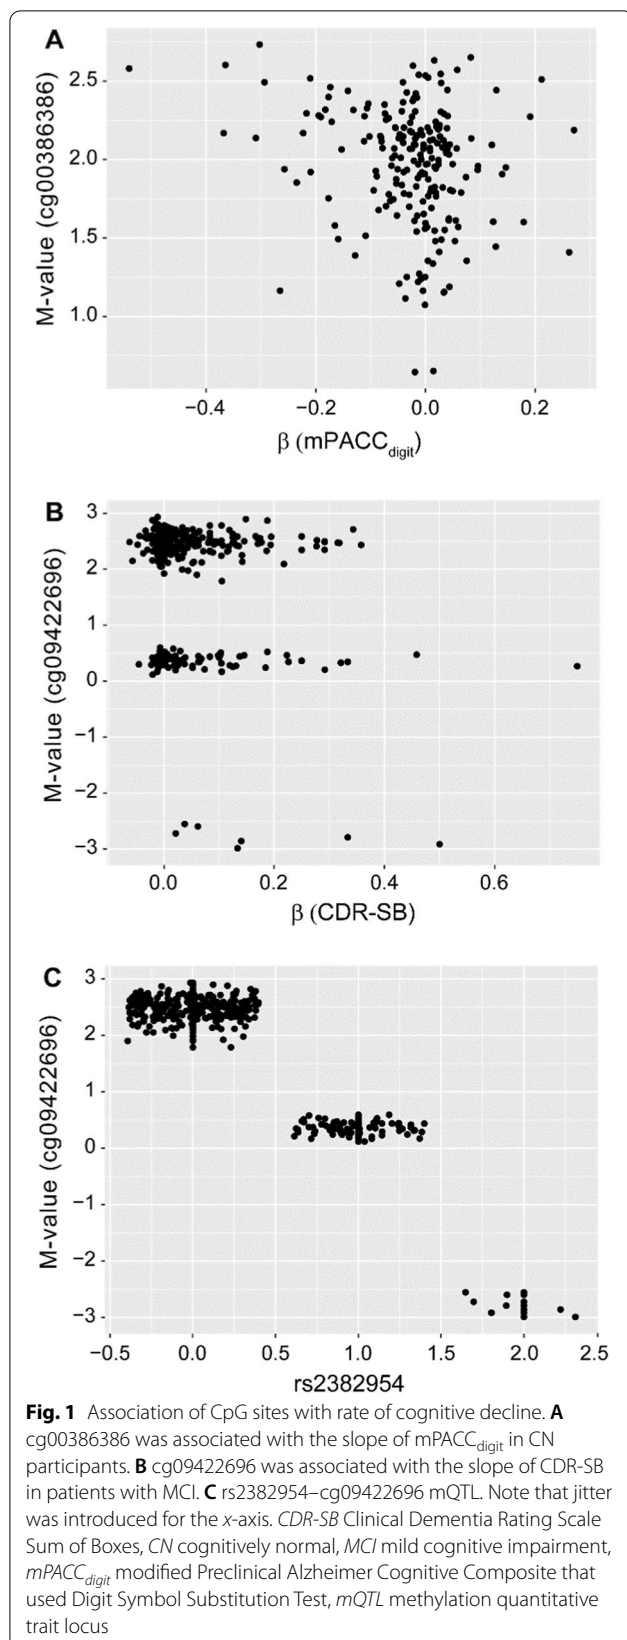 A
M-value (cg00386386)
2.5
2.0
1.5
1.0
−0.4 −0.2 0.0 0.2
β (mPACCdigit)
B
M-value (cg09422696)
3
2
1
0
−1
−2
−3
0.0 0.2 0.4 0.6
β (CDR-SB)
C
M-value (cg09422696)
3
2
1
0
−1
−2
−3
−0.5 0.0 0.5 1.0 1.5 2.0 2.5
rs2382954
Fig. 1 Association of CpG sites with rate of cognitive decline. A
cg00386386 was associated with the slope of mPACCdigit in CN
participants. B cg09422696 was associated with the slope of CDR-SB
in patients with MCI. C rs2382954–cg09422696 mQTL. Note that jitter
was introduced for the x-axis. CDR-SB Clinical Dementia Rating Scale
Sum of Boxes, CN cognitively normal, MCI mild cognitive impairment,
mPACCdigit modified Preclinical Alzheimer Cognitive Composite that
used Digit Symbol Substitution Test, mQTL methylation quantitative
trait locus